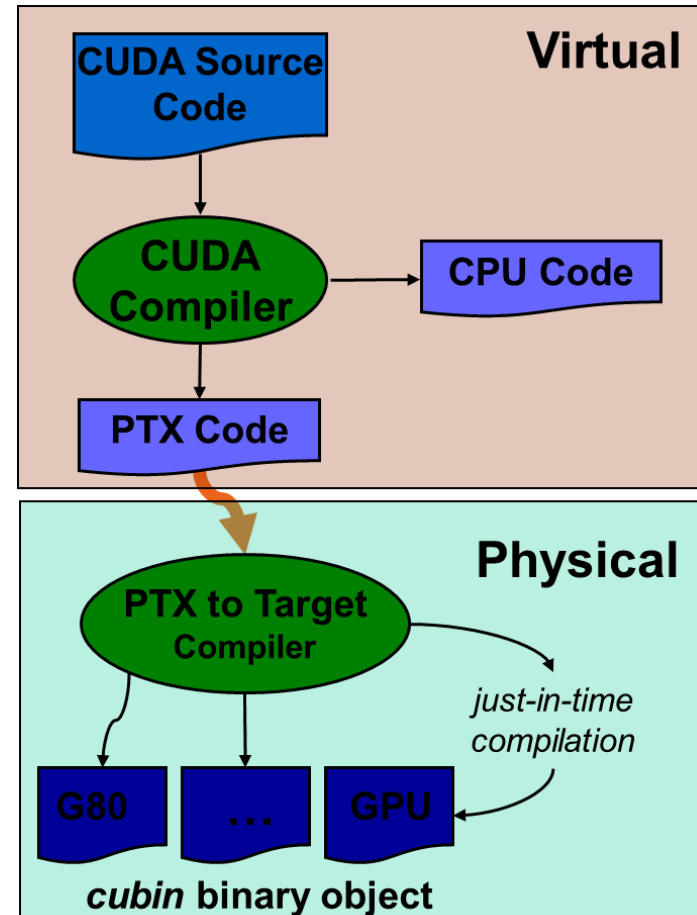 Virtual
CUDA Source
Code
CUDA
Compiler
CPU Code
PTX Code
Physical
PTX to Target
Compiler
just-in-time
compilation
G80
...
GPU
cubin binary object